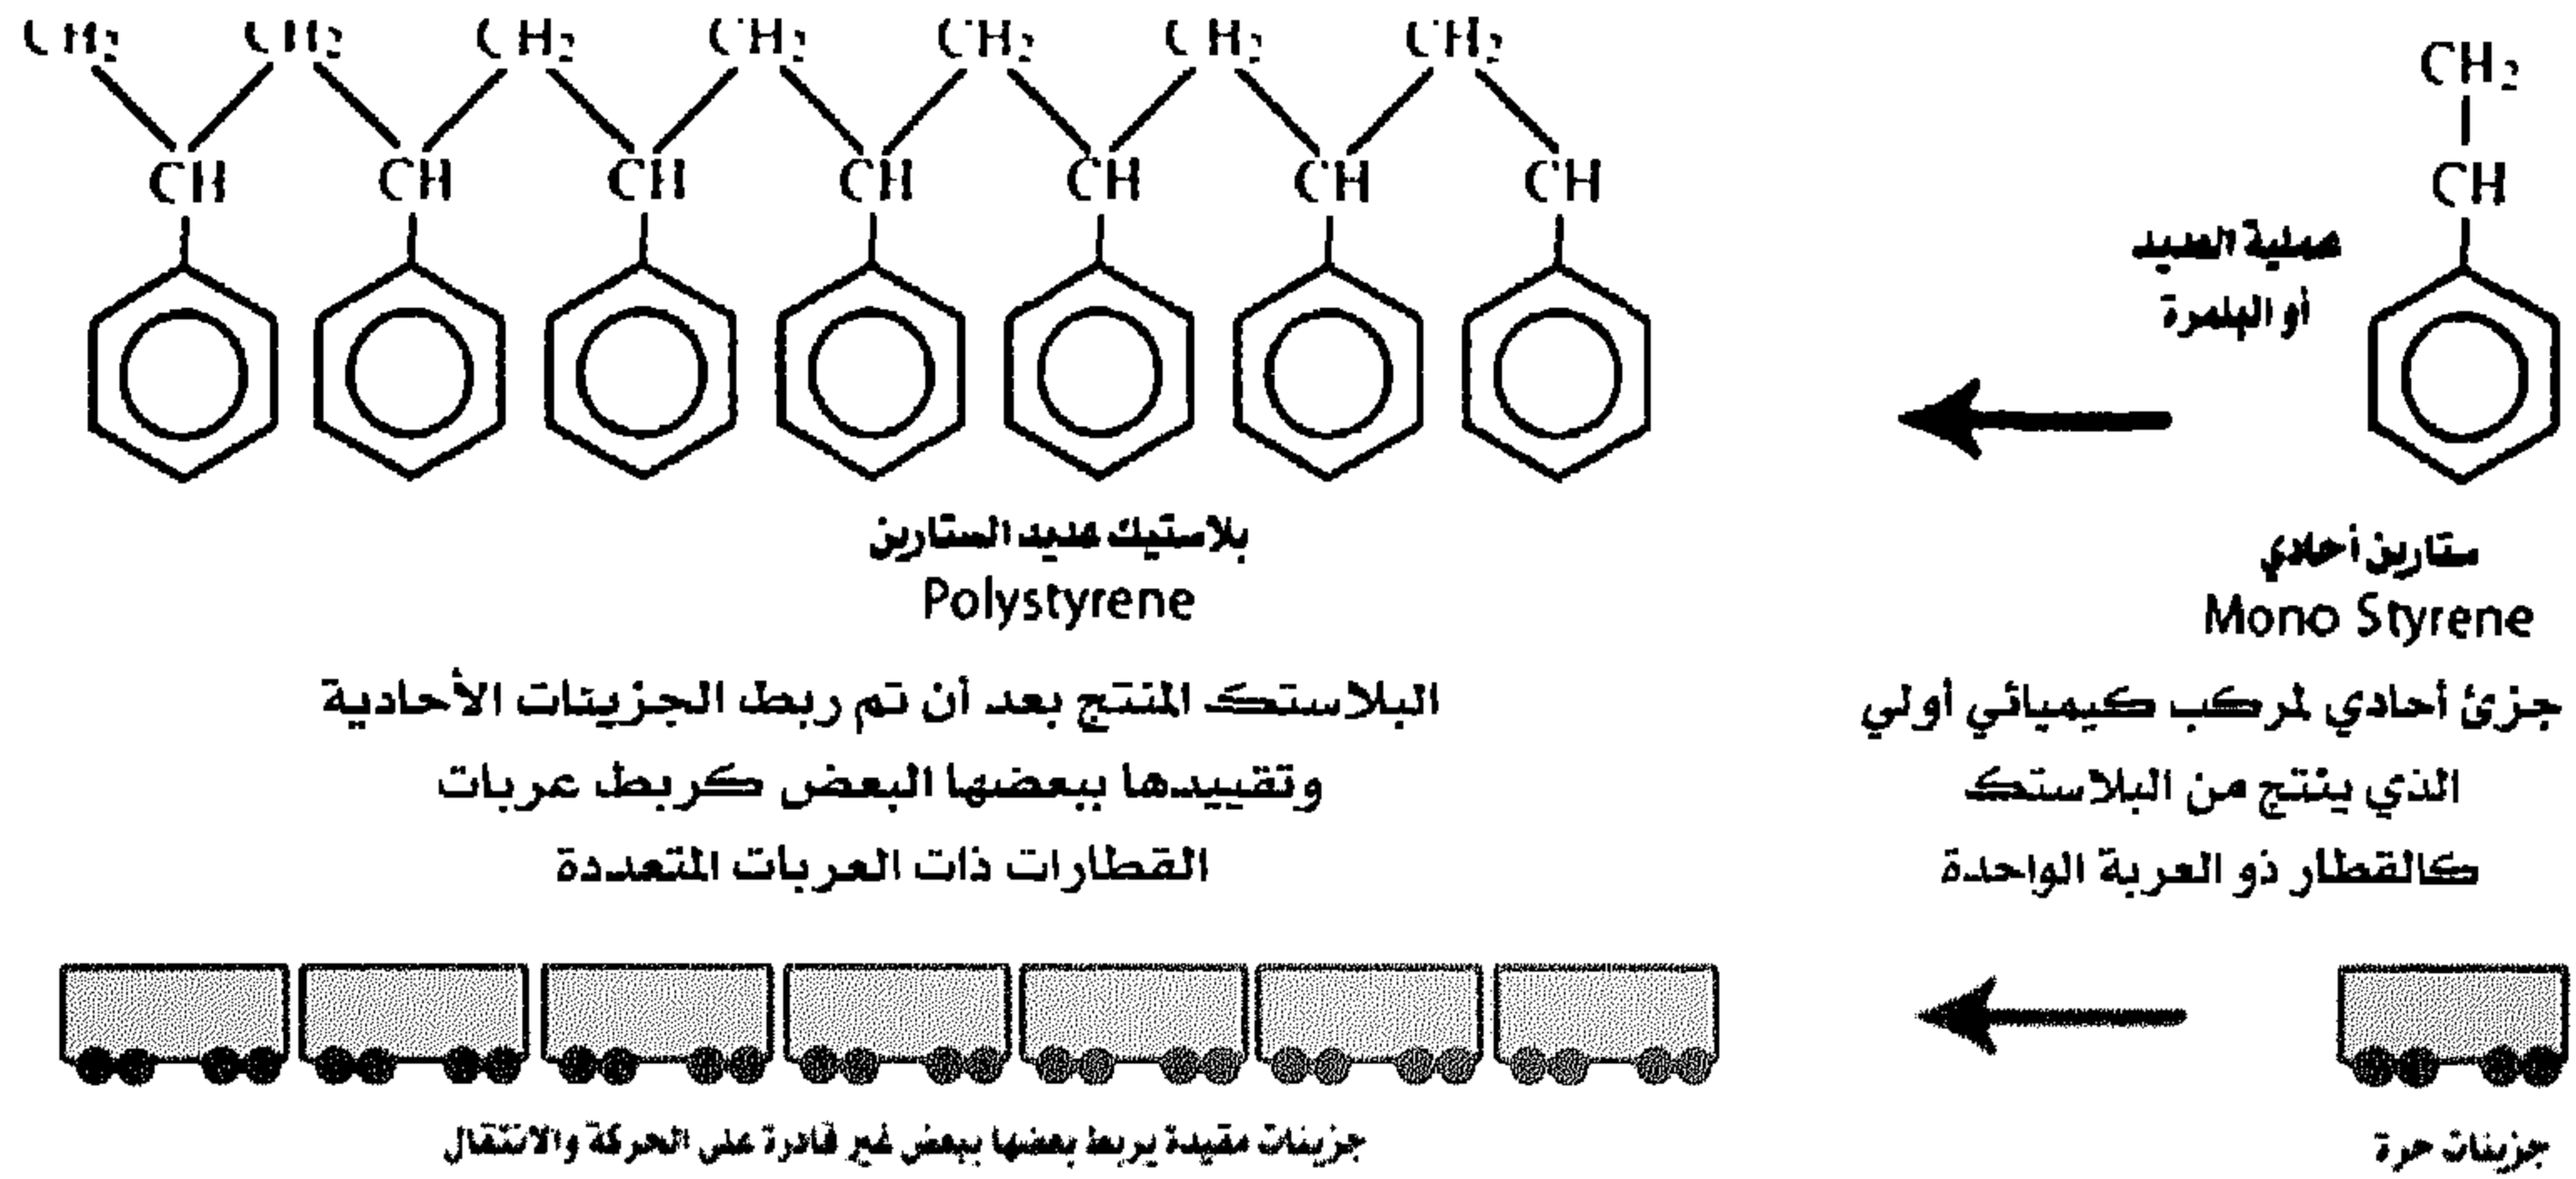 CH₂
CH
عملية العديد
أو البلمرة
ستارين أحادي
Mono Styrene
جزئ أحادي لمركب كيميائي أولي
الذي ينتج من البلاستك
كالقطار ذو العربة الواحدة
جزيئات حرة
CH₂ CH₂ CH₂ CH₂ CH₂ CH₂ CH₂
CH CH CH CH CH CH CH
بلاستيك عديد الستارين
Polystyrene
البلاستك المنتج بعد أن تم ربط الجزيئات الأحادية
وتقييدها ببعضها البعض كربط عربات
القطارات ذات العربات المتعددة
جزيئات مقيدة يربط بعضها ببعض غير قادرة على الحركة والانتقال